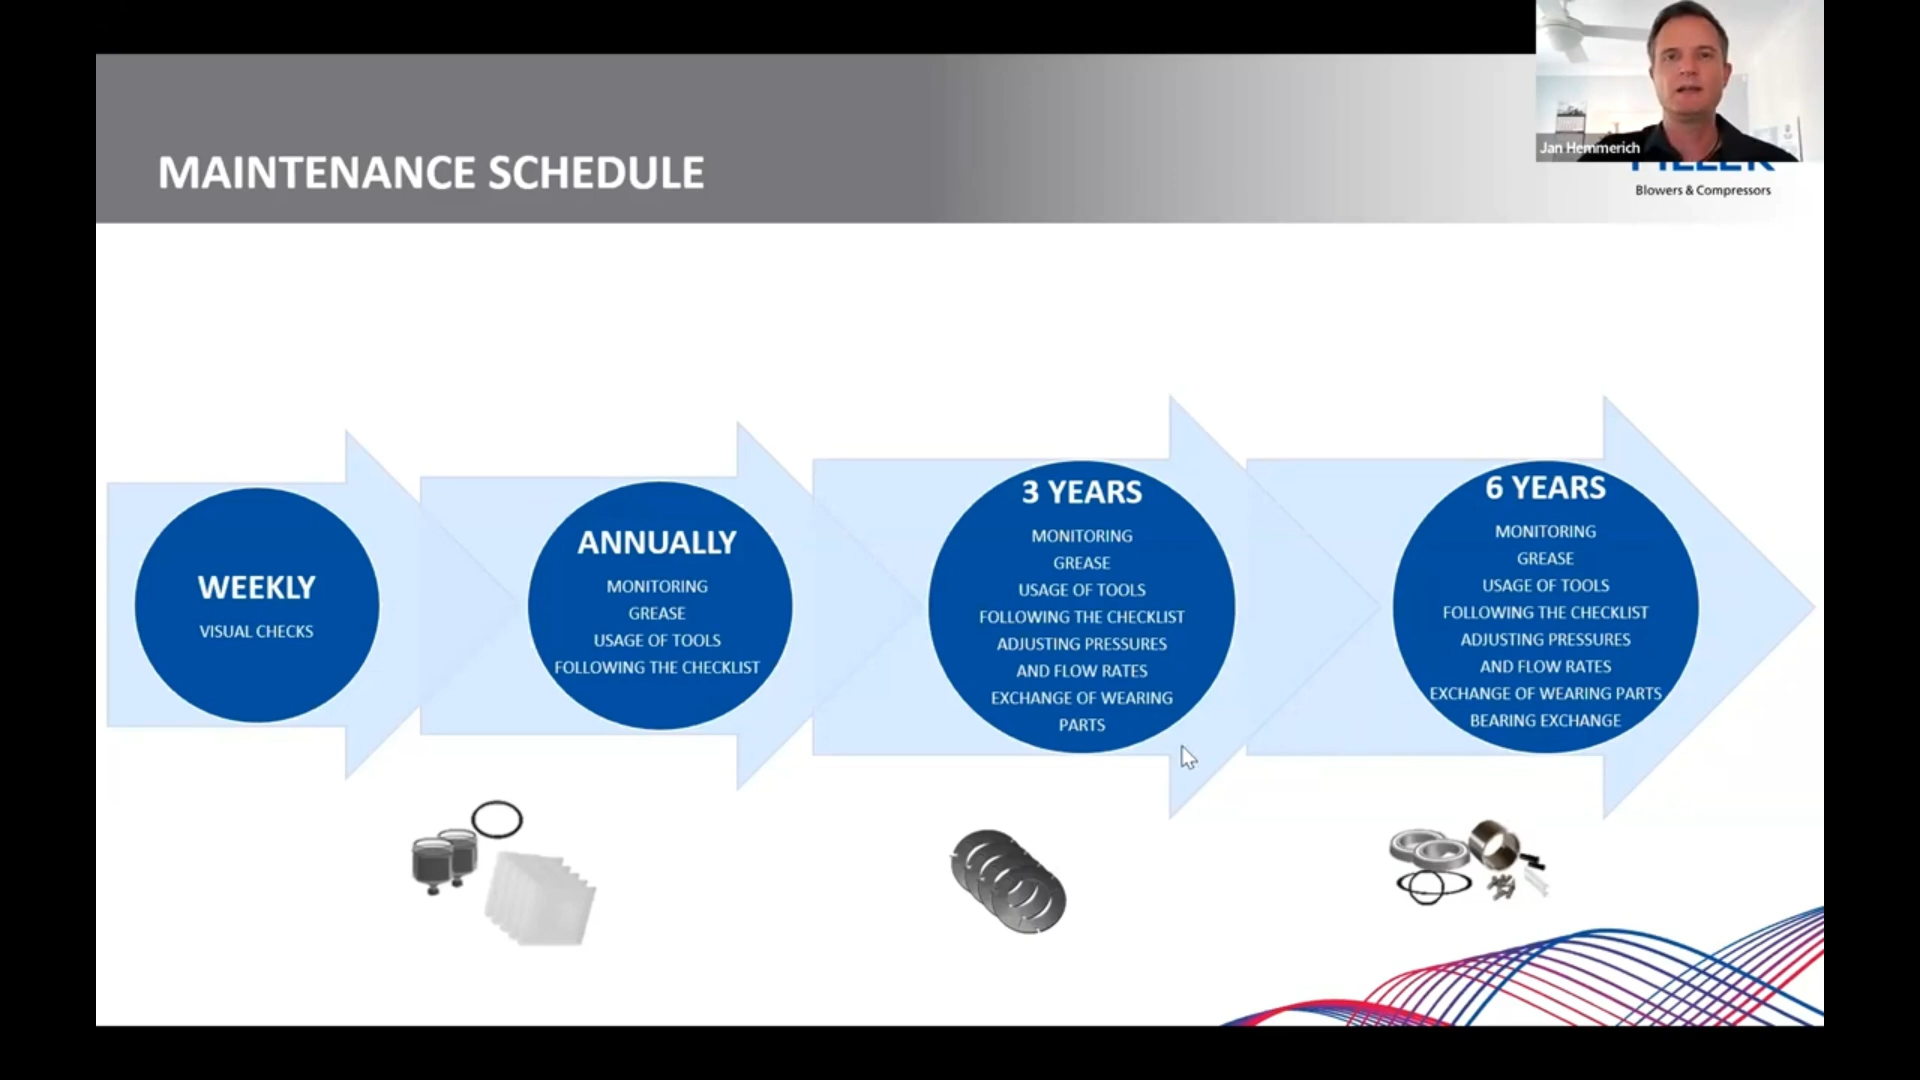 Jan Hemmerich
Blowers & Compressors
MAINTENANCE SCHEDULE
WEEKLY
VISUAL CHECKS
ANNUALLY
MONITORING
GREASE
USAGE OF TOOLS
FOLLOWING THE CHECKLIST
3 YEARS
MONITORING
GREASE
USAGE OF TOOLS
FOLLOWING THE CHECKLIST
ADJUSTING PRESSURES
AND FLOW RATES
EXCHANGE OF WEARING
PARTS
6 YEARS
MONITORING
GREASE
USAGE OF TOOLS
FOLLOWING THE CHECKLIST
ADJUSTING PRESSURES
AND FLOW RATES
EXCHANGE OF WEARING PARTS
BEARING EXCHANGE